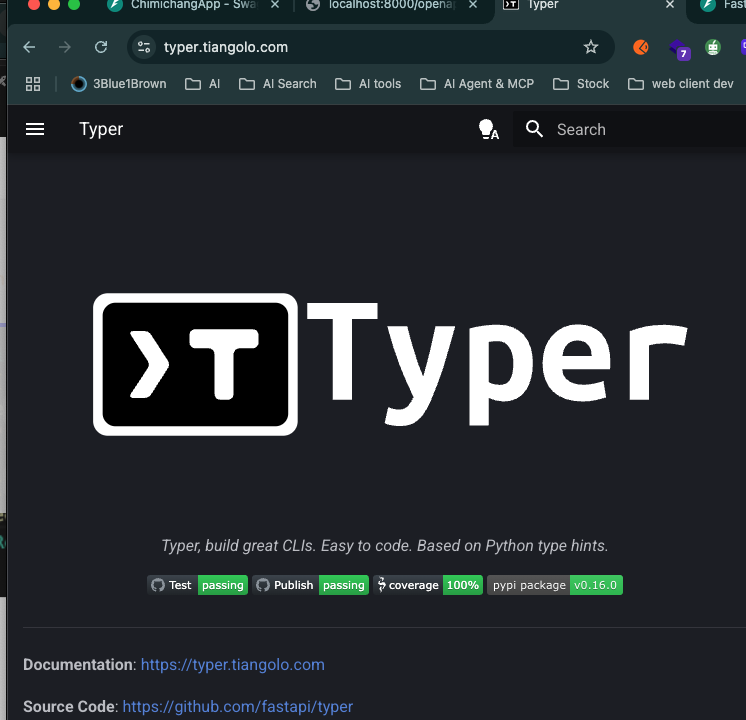 ChimichangApp - Swa
localhost:8000/opena
Typer
Fast
typer.tiangolo.com
7
3Blue1Brown
AI
AI Search
AI tools
AI Agent & MCP
Stock
web client dev
Typer
A
Search
T Typer
Typer, build great CLIs. Easy to code. Based on Python type hints.
Test passing Publish passing coverage 100% pypi package v0.16.0
Documentation: https://typer.tiangolo.com
Source Code: https://github.com/fastapi/typer